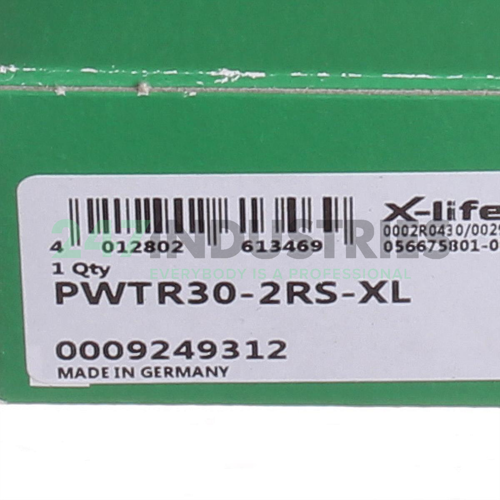 247INDUSTRIES
EVERYBODY IS A PROFESSIONAL
X-life
0002R0430/0029
4 012802 613469
056675801-0
1 Qty
PWTR30-2RS-XL
0009249312
MADE IN GERMANY